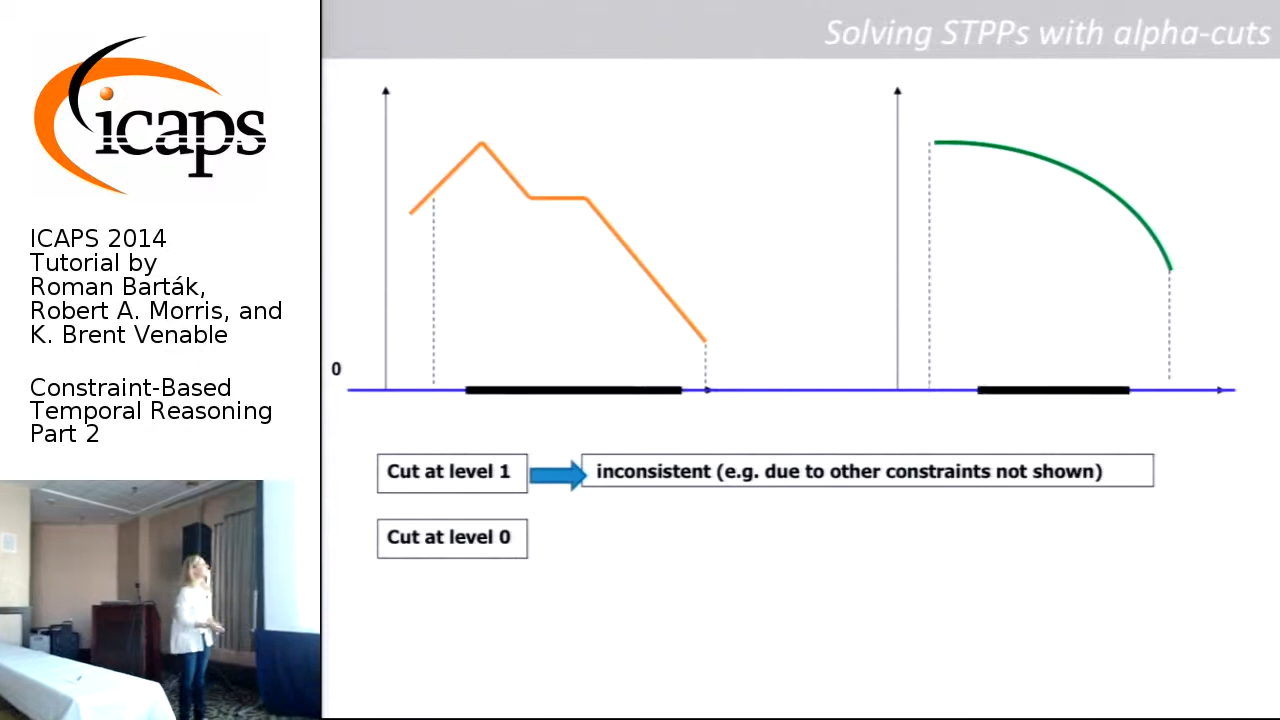 Solving STPPs with alpha-cuts
icaps
ICAPS 2014
Tutorial by
Roman Barták,
Robert A. Morris, and
K. Brent Venable
Constraint-Based
Temporal Reasoning
Part 2
0
Cut at level 1
inconsistent (e.g. due to other constraints not shown)
Cut at level 0